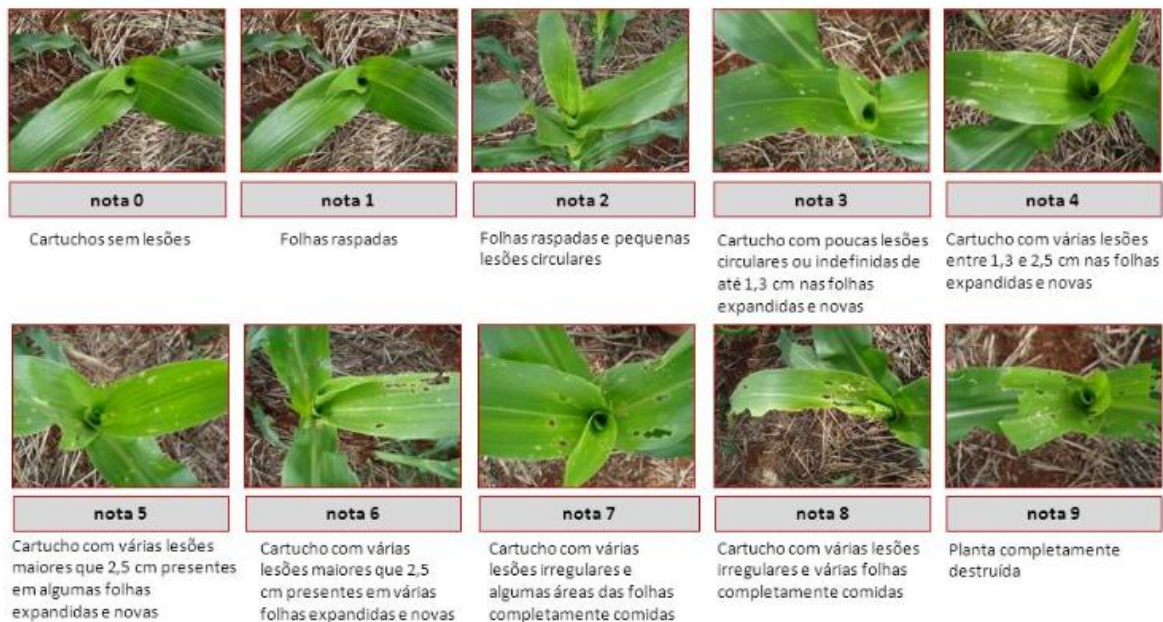 nota 0
nota 1
nota 2
nota 3
nota 4
Cartuchos sem lesões
Folhas raspadas
Folhas raspadas e pequenas
lesões circulares
Cartucho com poucas lesões
circulares ou indefinidas de
até 1,3 cm nas folhas
expandidas e novas
Cartucho com várias lesões
entre 1,3 e 2,5 cm nas folhas
expandidas e novas
nota 5
nota 6
nota 7
nota 8
nota 9
Cartucho com várias lesões
maiores que 2,5 cm presentes
em algumas folhas
expandidas e novas
Cartucho com várias
lesões maiores que 2,5
cm presentes em várias
folhas expandidas e novas
Cartucho com várias
lesões irregulares e
algumas áreas das folhas
completamente comidas
Cartucho com várias lesões
irregulares e várias folhas
completamente comidas
Planta completamente
destruída